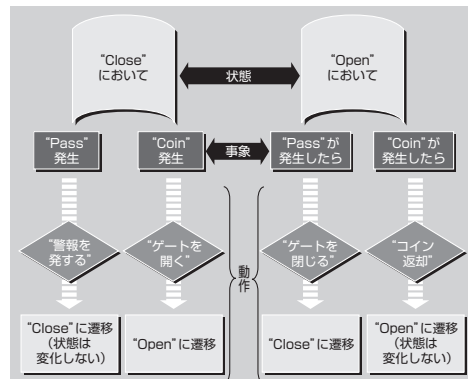 “Close”
において
状態
“Open”
において
“Pass”
発生
“Coin”
発生
事象
“Pass”が
発生したら
“Coin”が
発生したら
“警報を
発する”
“ゲートを
開く”
動作
“ゲートを
閉じる”
“コイン
返却”
“Close”に遷移
（状態は
変化しない）
“Open”に遷移
“Close”に遷移
“Open”に遷移
（状態は
変化しない）